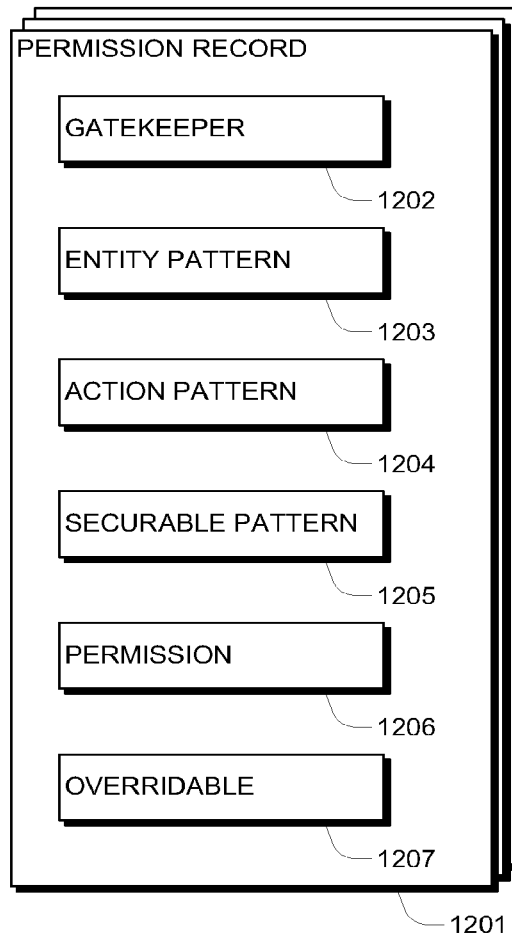 PERMISSION RECORD
GATEKEEPER
1202
ENTITY PATTERN
1203
ACTION PATTERN
1204
SECURABLE PATTERN
1205
PERMISSION
1206
OVERRIDABLE
1207
1201